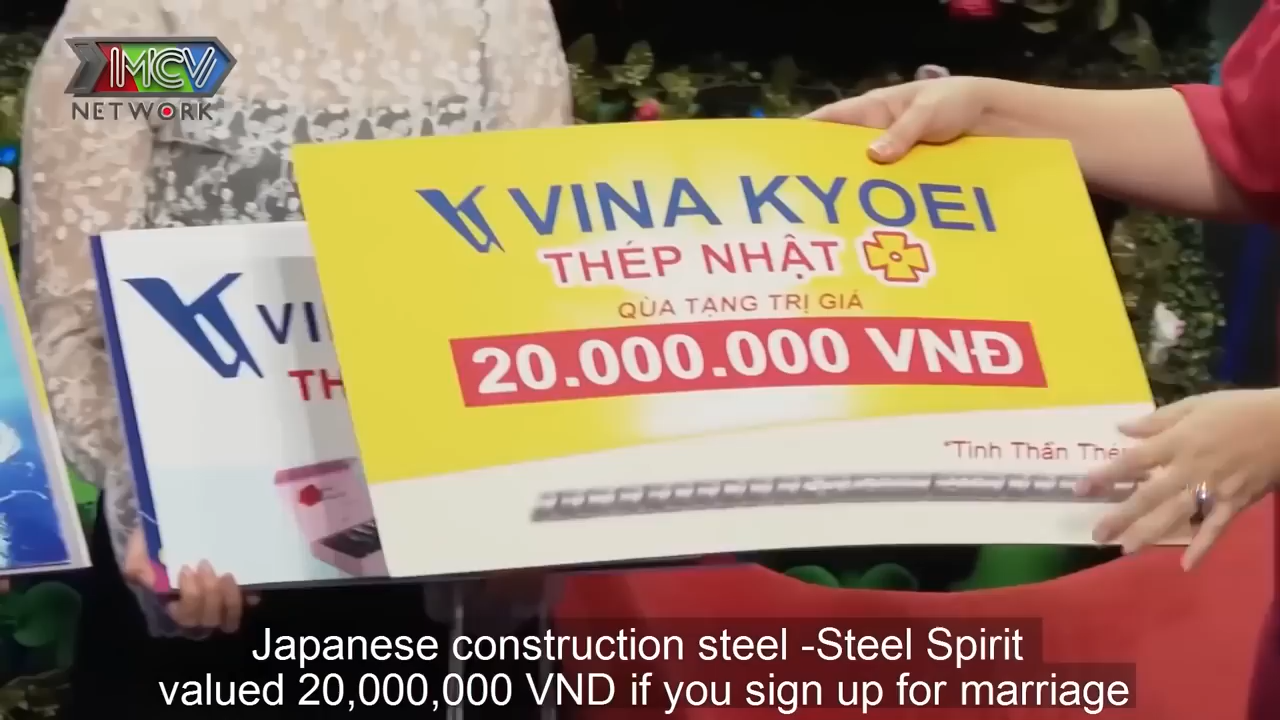 MCV
NETWORK
VINA KYOEI
THÉP NHẬT
QÙA TẶNG TRỊ GIÁ
20.000.000 VNĐ
"Tinh Thần Thé
VI
TH
Japanese construction steel -Steel Spirit
valued 20,000,000 VND if you sign up for marriage